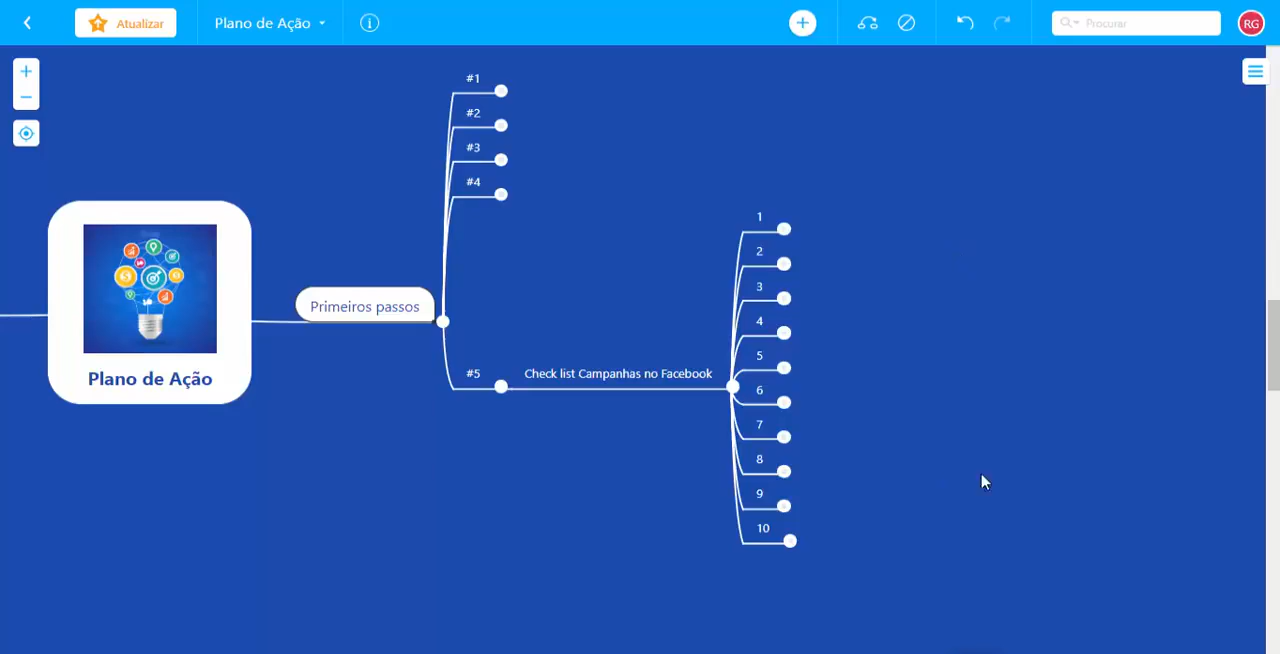 Atualizar
Plano de Ação
Procurar
RG
#1
#2
#3
#4
Primeiros passos
Plano de Ação
#5
Check list Campanhas no Facebook
1
2
3
4
5
6
7
8
9
10